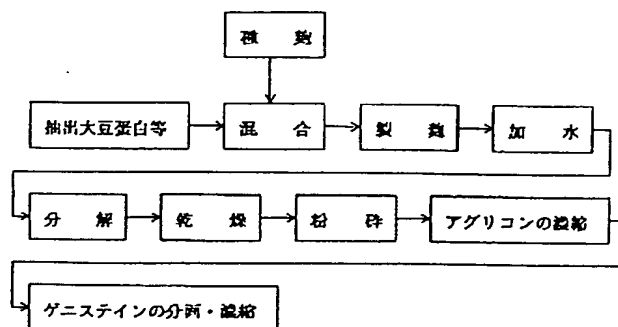 種　麹
抽出大豆蛋白等
混　合
製　麹
加　水
分　解
乾　燥
粉　砕
アグリコンの濃縮
ゲニステインの分画・濃縮